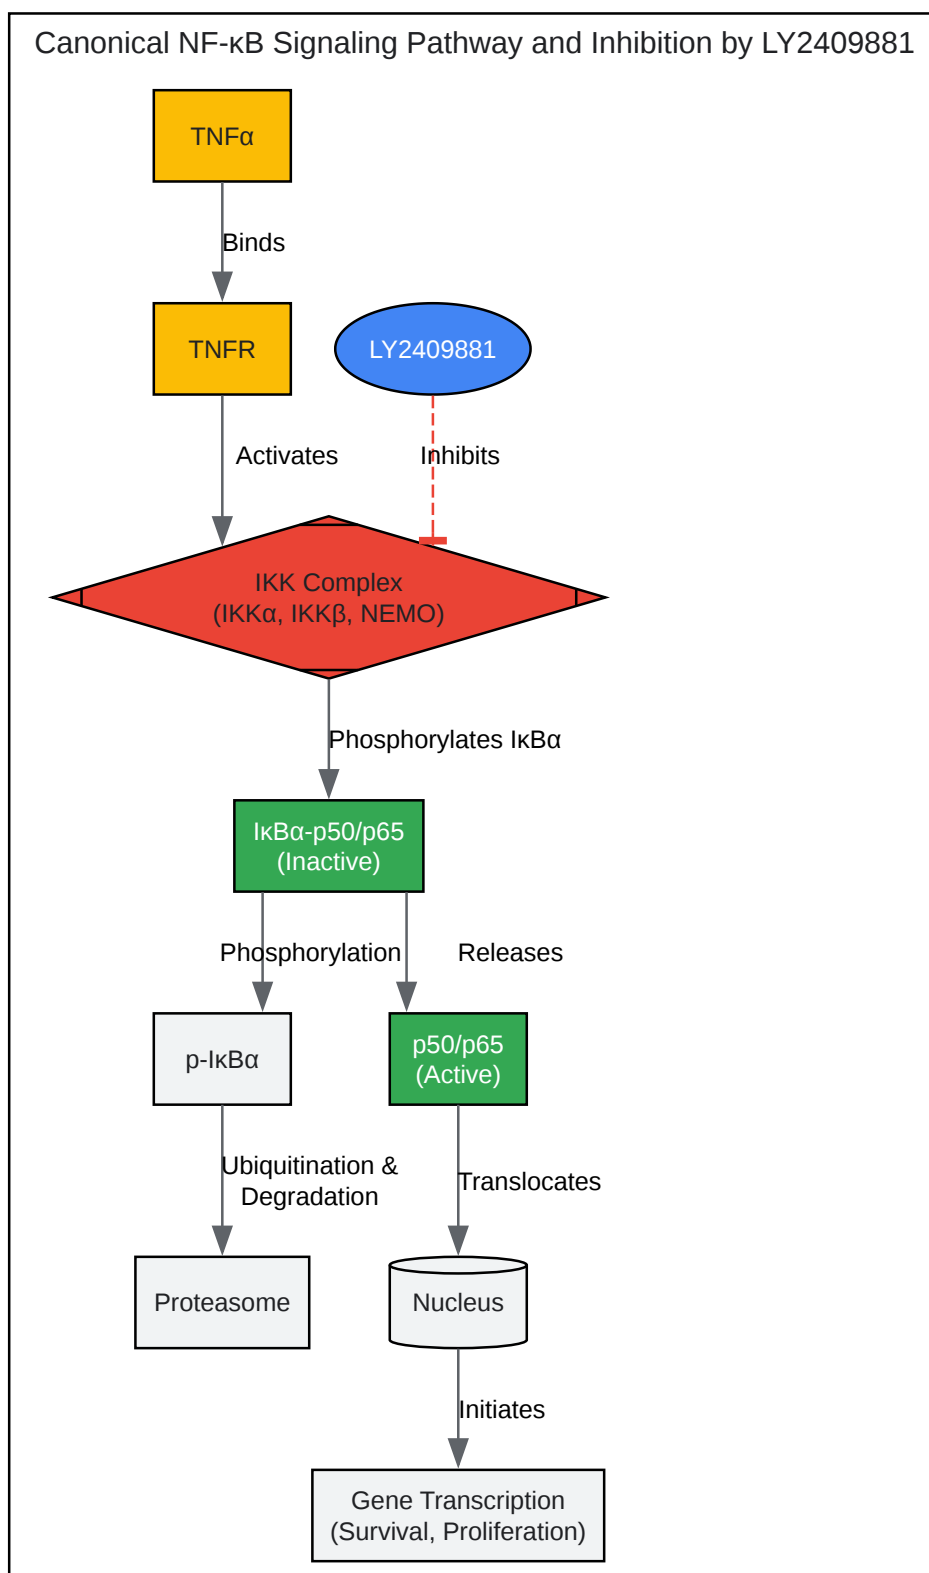 Canonical NF-κB Signaling Pathway and Inhibition by LY2409881
TNFα
Binds
TNFR
LY2409881
Activates
Inhibits
IKK Complex
(IKKα, IKKβ, NEMO)
Phosphorylates IκBα
IκBα-p50/p65
(Inactive)
Phosphorylation
Releases
p-IκBα
p50/p65
(Active)
Ubiquitination &
Degradation
Translocates
Proteasome
Nucleus
Initiates
Gene Transcription
(Survival, Proliferation)